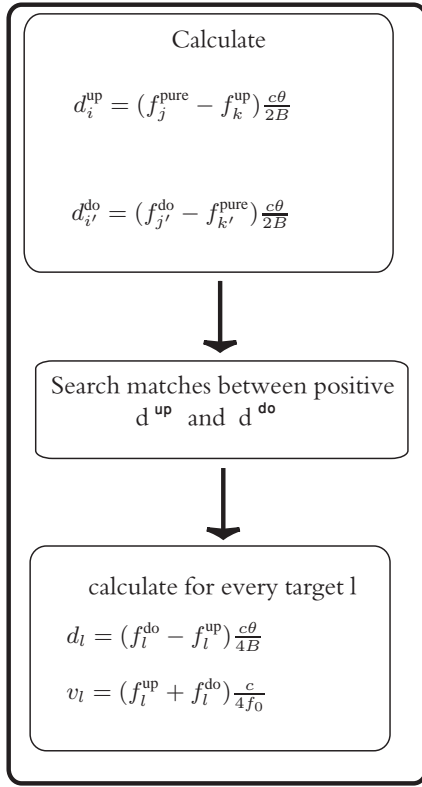 Calculate
d_i^up = (f_j^pure − f_k^up) cθ/2B
d_i′^do = (f_j′^do − f_k′^pure) cθ/2B
Search matches between positive
d^up and d^do
calculate for every target l
d_l = (f_l^do − f_l^up) cθ/4B
v_l = (f_l^up + f_l^do) c/4f_0